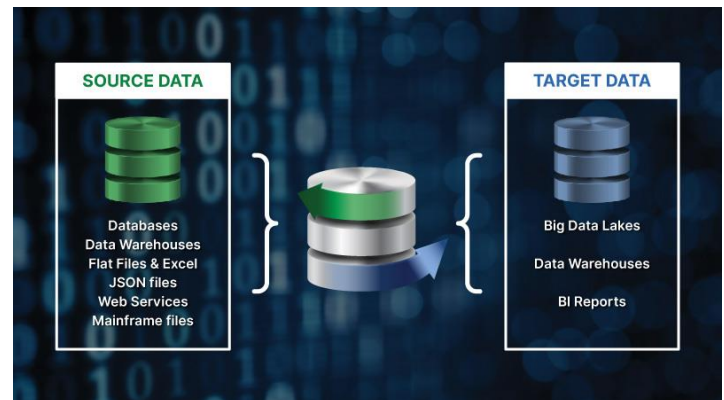 SOURCE DATA
Databases
Data Warehouses
Flat Files & Excel
JSON files
Web Services
Mainframe files
TARGET DATA
Big Data Lakes
Data Warehouses
BI Reports